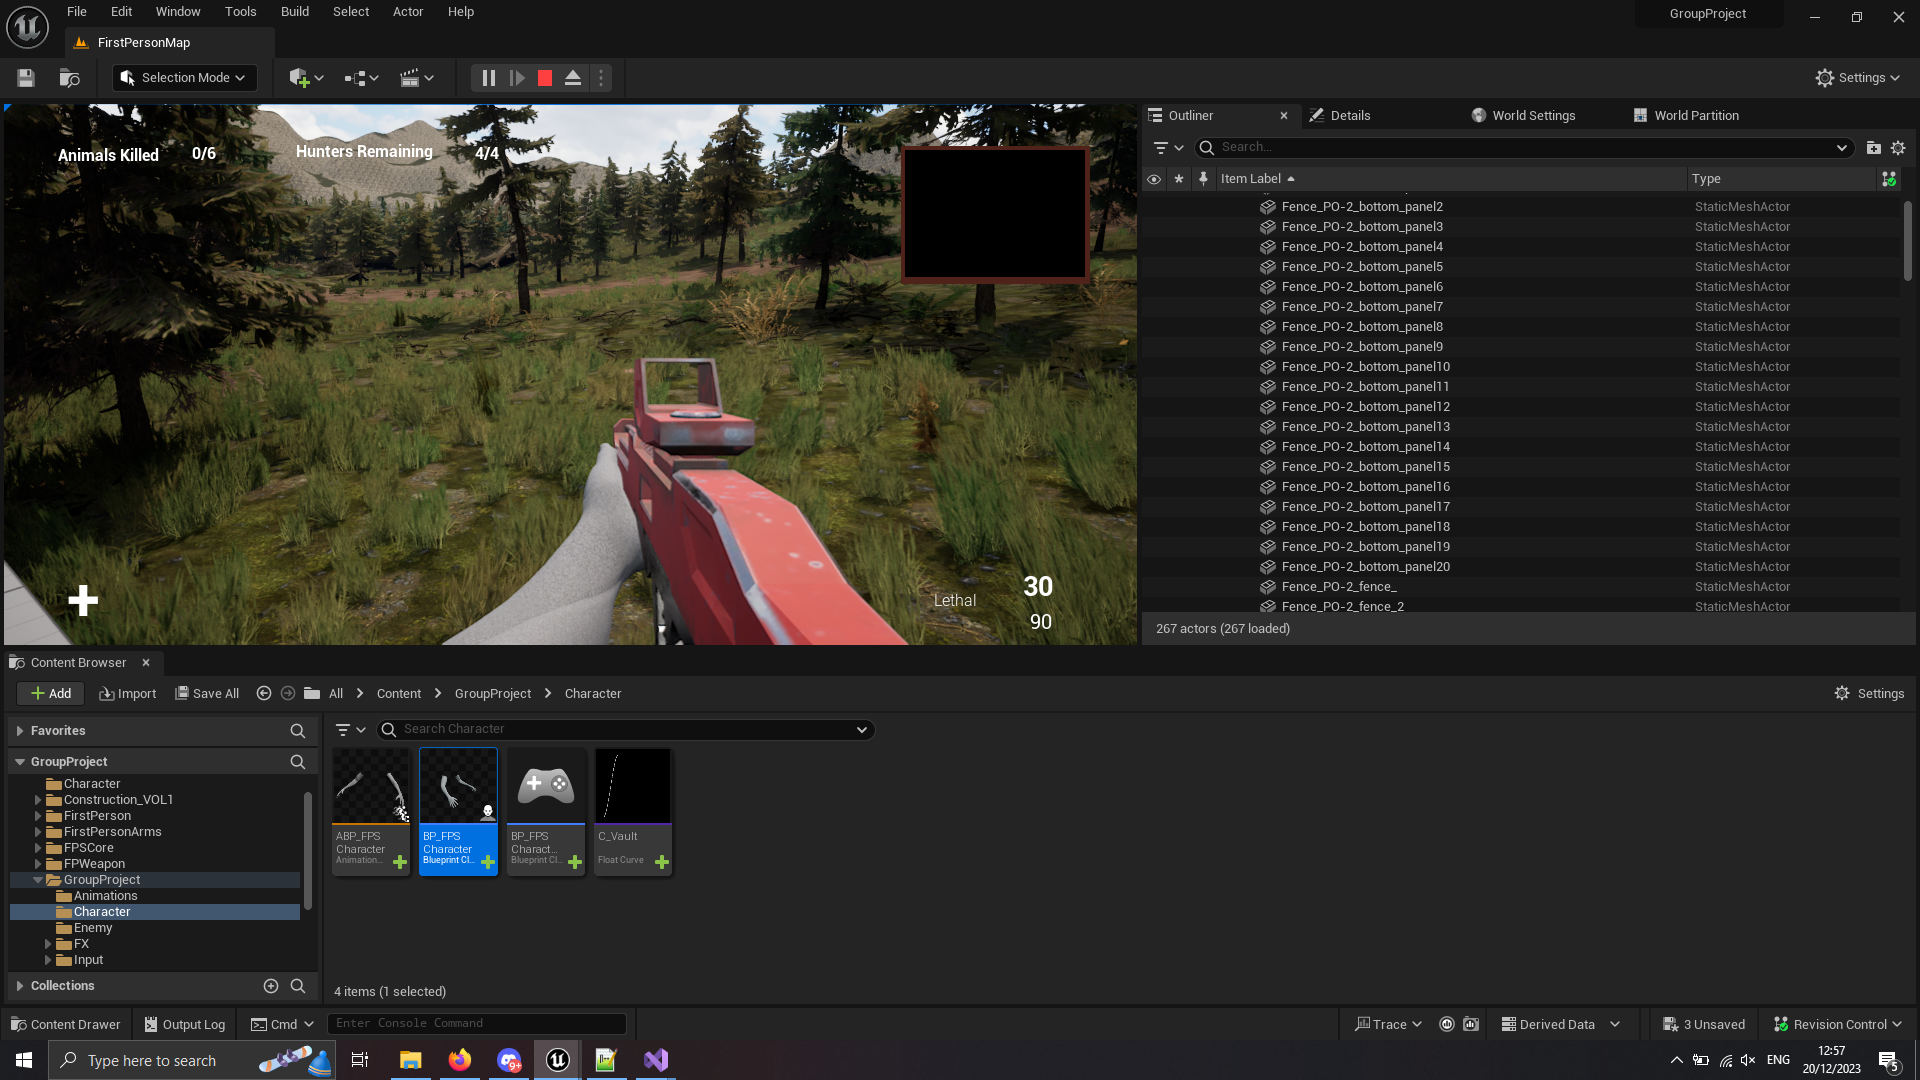 File Edit Window Tools Build Select Actor Help
GroupProject
FirstPersonMap
Selection Mode
Settings
Animals Killed 0/6 Hunters Remaining 4/4
Lethal 30
90
Outliner Details World Settings World Partition
Search...
Item Label Type
Fence_PO-2_bottom_panel2 StaticMeshActor
Fence_PO-2_bottom_panel3 StaticMeshActor
Fence_PO-2_bottom_panel4 StaticMeshActor
Fence_PO-2_bottom_panel5 StaticMeshActor
Fence_PO-2_bottom_panel6 StaticMeshActor
Fence_PO-2_bottom_panel7 StaticMeshActor
Fence_PO-2_bottom_panel8 StaticMeshActor
Fence_PO-2_bottom_panel9 StaticMeshActor
Fence_PO-2_bottom_panel10 StaticMeshActor
Fence_PO-2_bottom_panel11 StaticMeshActor
Fence_PO-2_bottom_panel12 StaticMeshActor
Fence_PO-2_bottom_panel13 StaticMeshActor
Fence_PO-2_bottom_panel14 StaticMeshActor
Fence_PO-2_bottom_panel15 StaticMeshActor
Fence_PO-2_bottom_panel16 StaticMeshActor
Fence_PO-2_bottom_panel17 StaticMeshActor
Fence_PO-2_bottom_panel18 StaticMeshActor
Fence_PO-2_bottom_panel19 StaticMeshActor
Fence_PO-2_bottom_panel20 StaticMeshActor
Fence_PO-2_fence_ StaticMeshActor
Fence_PO-2_fence_2 StaticMeshActor
267 actors (267 loaded)
Content Browser
Add Import Save All All Content GroupProject Character Settings
Favorites
GroupProject
Character
Construction_VOL1
FirstPerson
FirstPersonArms
FPSCore
FPWeapon
GroupProject
Animations
Character
Enemy
FX
Input
Collections
Search Character
ABP_FPS
Character
Animation...
BP_FPS
Character
Blueprint Cl...
BP_FPS
Charact...
Blueprint Cl...
C_Vault
Float Curve
4 items (1 selected)
Content Drawer Output Log Cmd Enter Console Command Trace Derived Data 3 Unsaved Revision Control
Type here to search
9+
ENG
12:57
20/12/2023
5